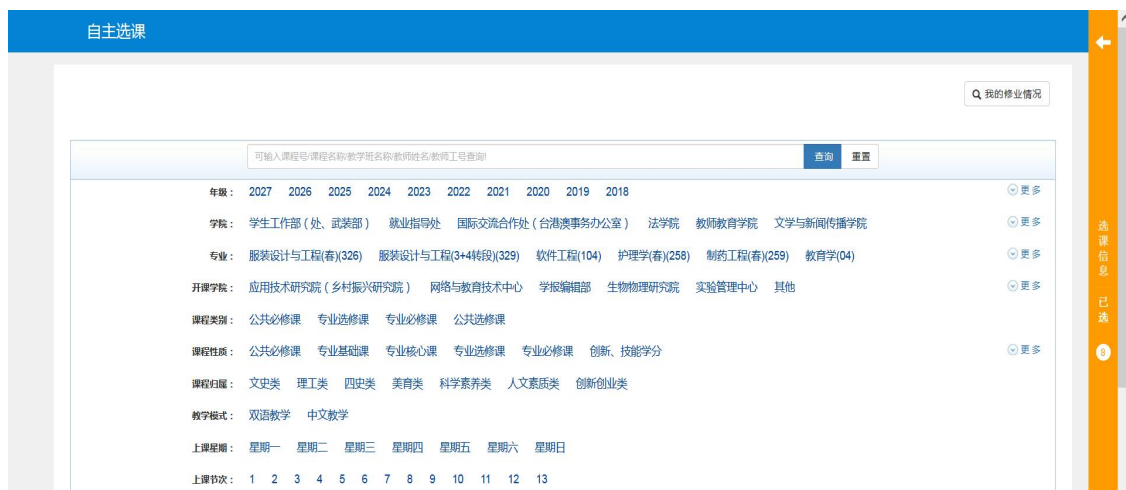 自主选课
我的修业情况
可输入课程号/课程名称/教学班名称/教师姓名/教师工号查询! 查询 重置
年级： 2027 2026 2025 2024 2023 2022 2021 2020 2019 2018 更多
学院： 学生工作部（处、武装部） 就业指导处 国际交流合作处（台港澳事务办公室） 法学院 教师教育学院 文学与新闻传播学院 更多
专业： 服装设计与工程(春)(326) 服装设计与工程(3+4转段)(329) 软件工程(104) 护理学(春)(258) 制药工程(春)(259) 教育学(04) 更多
开课学院： 应用技术研究院（乡村振兴研究院） 网络与教育技术中心 学报编辑部 生物物理研究院 实验管理中心 其他 更多
课程类别： 公共必修课 专业选修课 专业必修课 公共选修课
课程性质： 公共必修课 专业基础课 专业核心课 专业选修课 专业必修课 创新、技能学分 更多
课程归属： 文史类 理工类 四史类 美育类 科学素养类 人文素质类 创新创业类
教学模式： 双语教学 中文教学
上课星期： 星期一 星期二 星期三 星期四 星期五 星期六 星期日
上课节次： 1 2 3 4 5 6 7 8 9 10 11 12 13
选课信息 已选 8